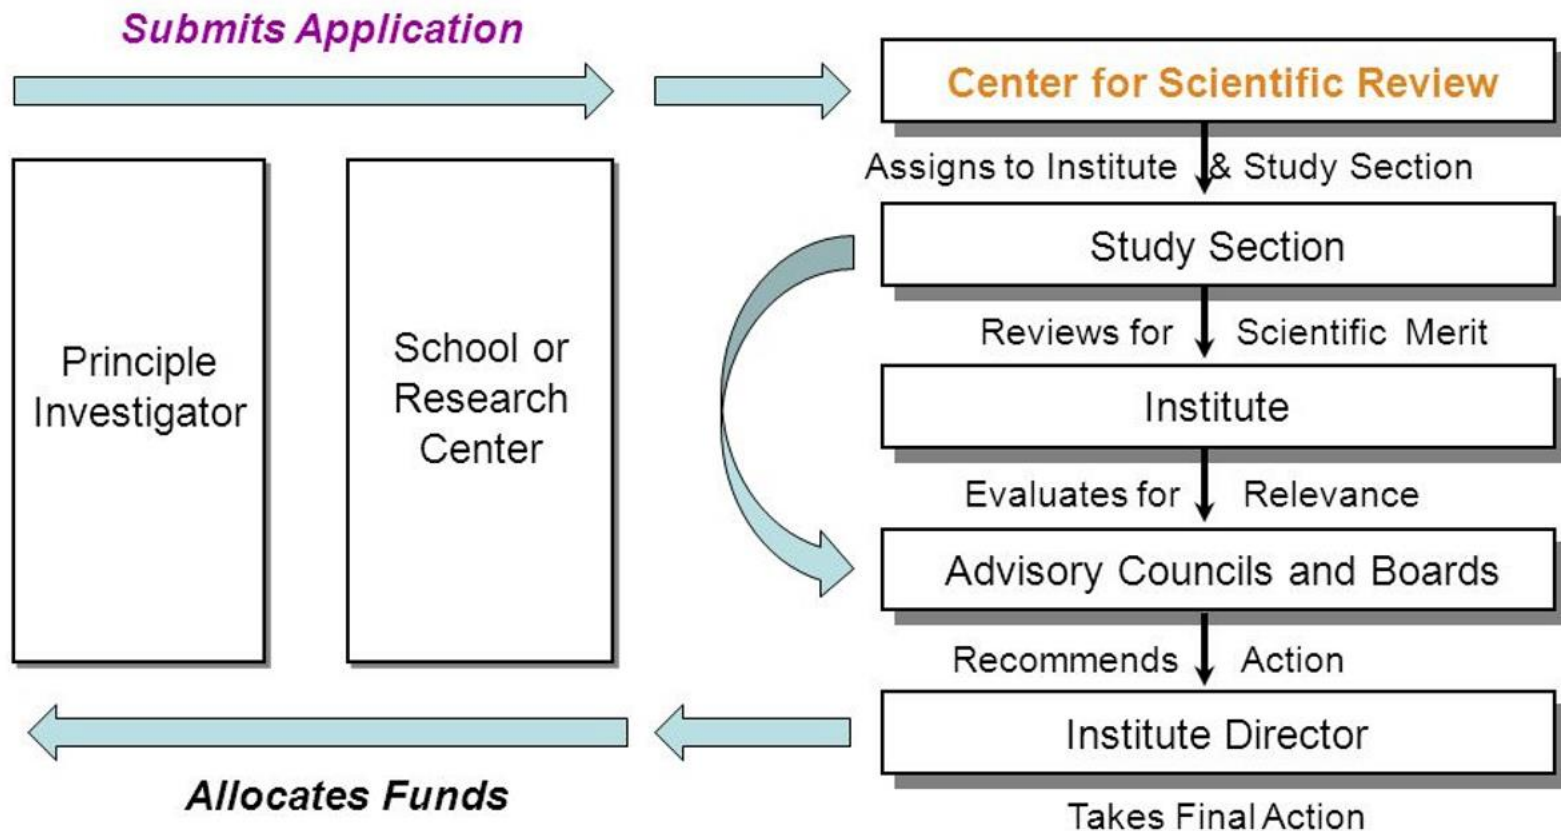 Submits Application
Center for Scientific Review
Assigns to Institute & Study Section
Study Section
Reviews for Scientific Merit
Institute
Evaluates for Relevance
Advisory Councils and Boards
Recommends Action
Institute Director
Takes Final Action
Principle
Investigator
School or
Research
Center
Allocates Funds